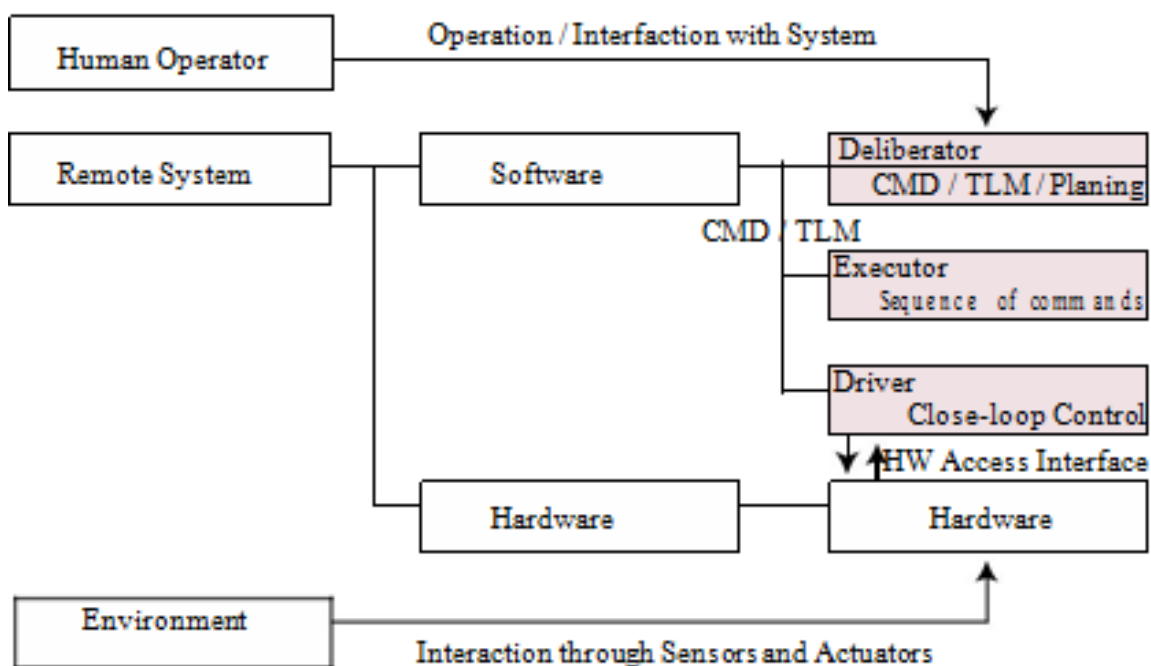 Operation / Interfaction with System
Human Operator
Remote System
Software
Deliberator
CMD / TLM / Planing
CMD / TLM
Executor
Sequence of commands
Driver
Close-loop Control
HW Access Interface
Hardware
Hardware
Environment
Interaction through Sensors and Actuators